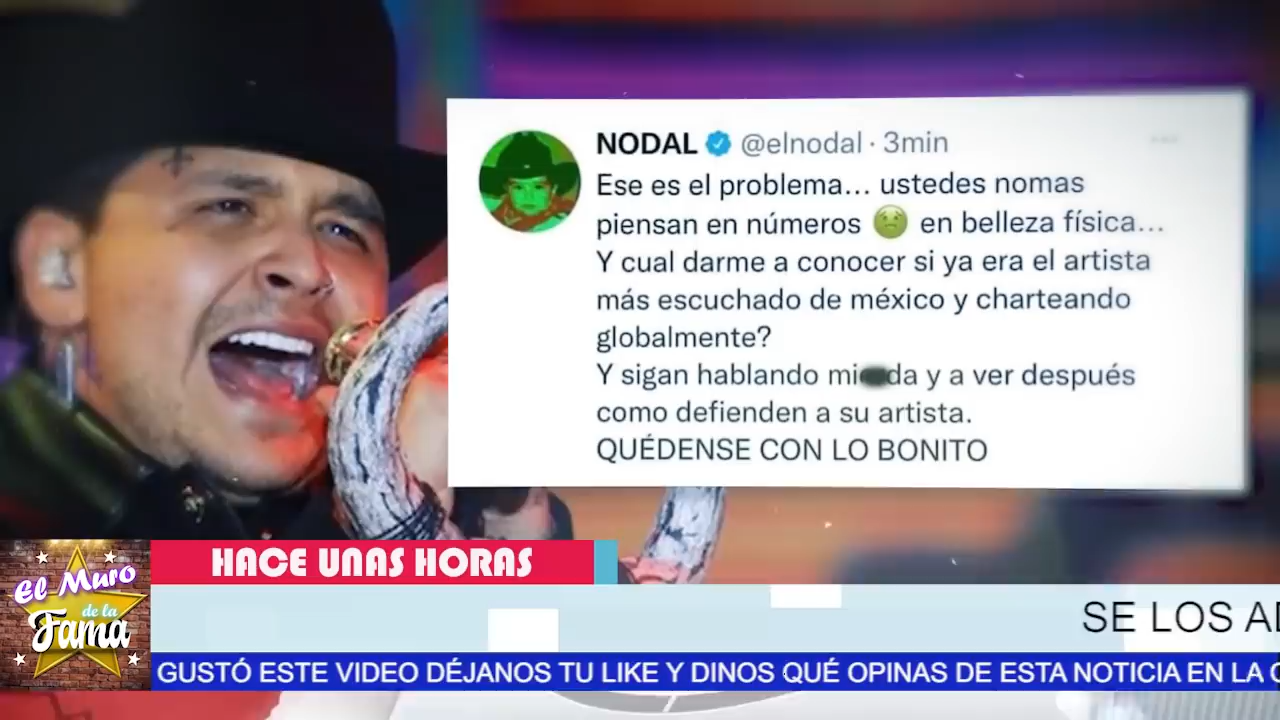 NODAL @elnodal · 3min
Ese es el problema... ustedes nomas
piensan en números 🤢 en belleza física...
Y cual darme a conocer si ya era el artista
más escuchado de méxico y charteando
globalmente?
Y sigan hablando mi da y a ver después
como defienden a su artista.
QUÉDENSE CON LO BONITO
HACE UNAS HORAS
El Muro
de la
Fama
SE LOS AD
GUSTÓ ESTE VIDEO DÉJANOS TU LIKE Y DINOS QUÉ OPINAS DE ESTA NOTICIA EN LA